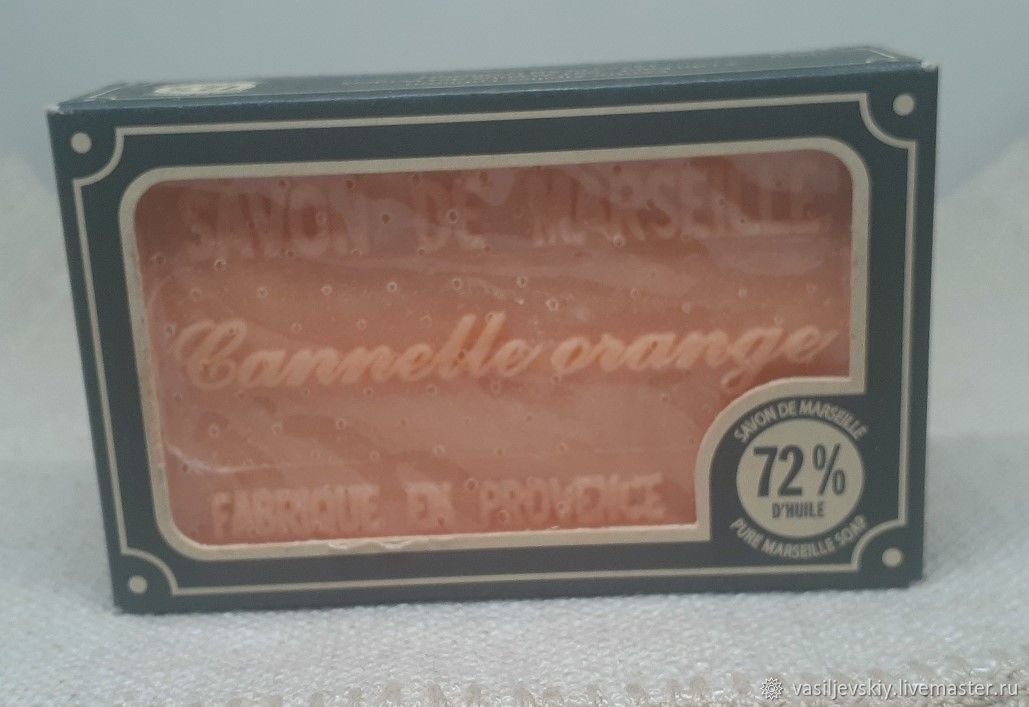 SAVON DE MARSEILLE
Cannelle orange
FABRIQUE EN PROVENCE
SAVON DE MARSEILLE
72%
D'HUILE
PURE MARSEILLE SOAP
vasiljevskiy.livemaster.ru